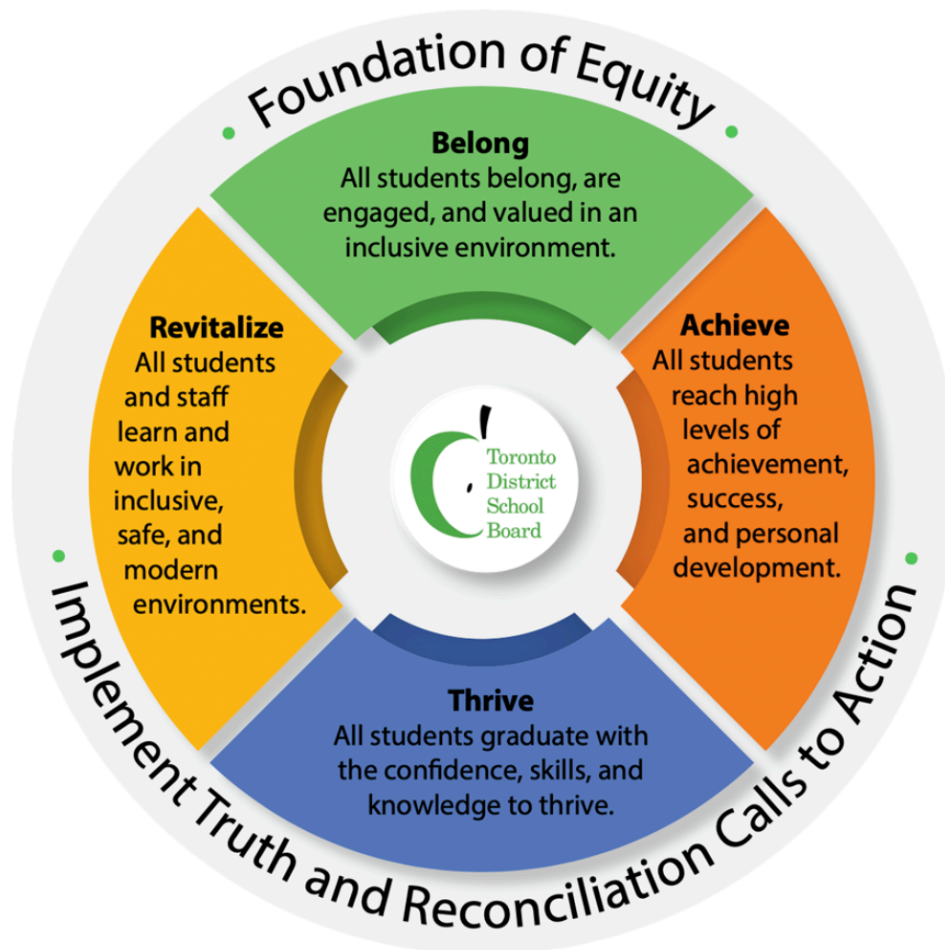 Foundation of Equity
Belong
All students belong, are
engaged, and valued in an
inclusive environment.
Revitalize
All students
and staff
learn and
work in
inclusive,
safe, and
modern
environments.
Toronto
District
School
Board
Achieve
All students
reach high
levels of
achievement,
success,
and personal
development.
Thrive
All students graduate with
the confidence, skills, and
knowledge to thrive.
Implement Truth and Reconciliation Calls to Action